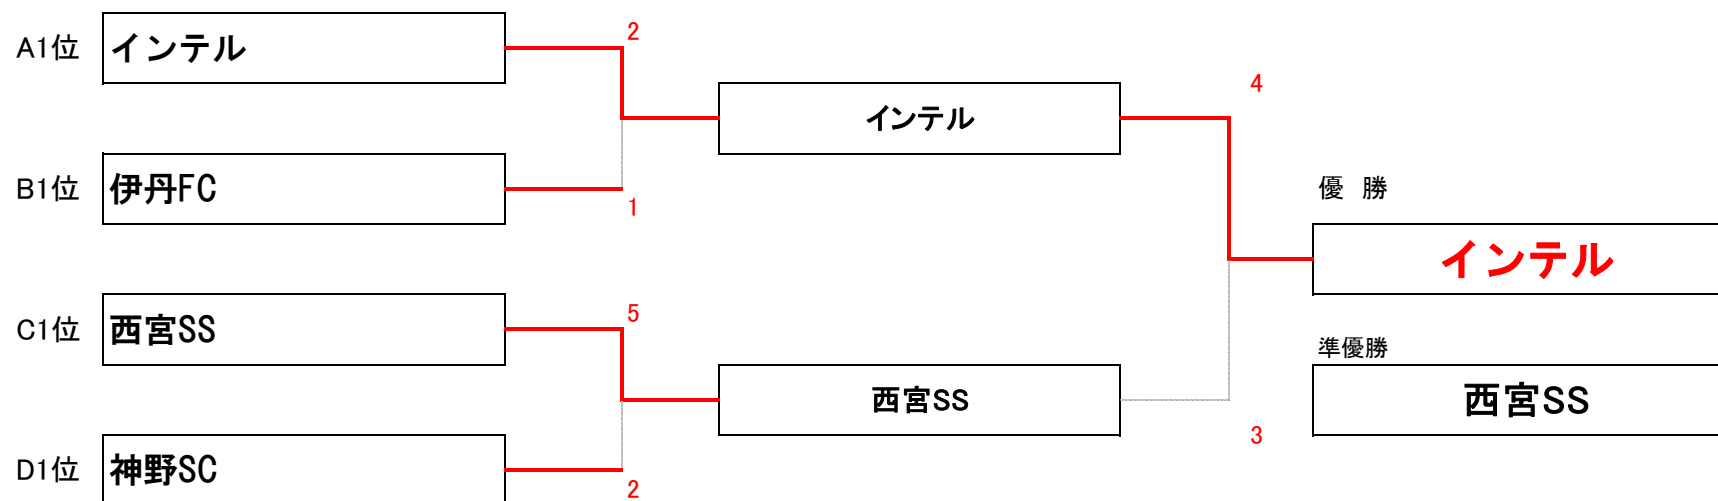 A1位
インテル
2
インテル
4
B1位
伊丹FC
1
優 勝
インテル
C1位
西宮SS
5
西宮SS
3
準優勝
西宮SS
D1位
神野SC
2